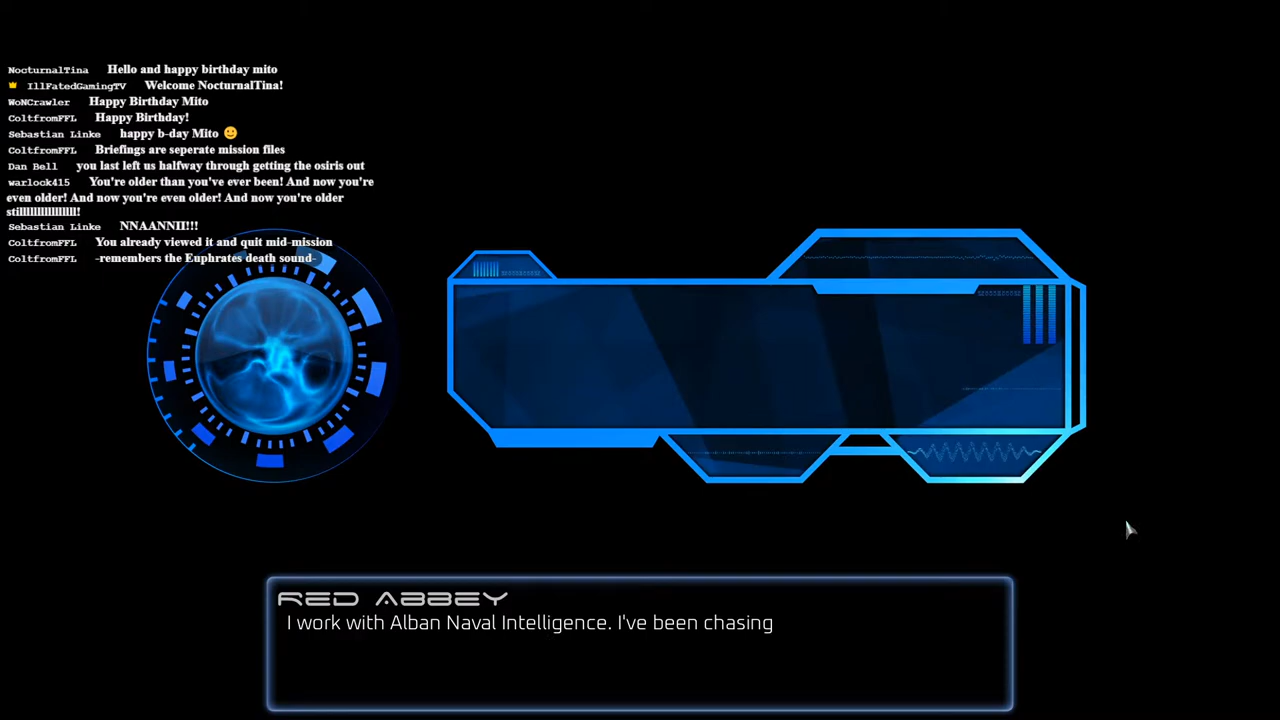 NocturnalTina Hello and happy birthday mito
IllFatedGamingTV Welcome NocturnalTina!
WoNCrawler Happy Birthday Mito
ColtfromFFL Happy Birthday!
Sebastian Linke happy b-day Mito 🙂
ColtfromFFL Briefings are seperate mission files
Dan Bell you last left us halfway through getting the osiris out
warlock415 You're older than you've ever been! And now you're
even older! And now you're even older! And now you're older
stillllllllllllllllll!
Sebastian Linke NNAANNII!!!
ColtfromFFL You already viewed it and quit mid-mission
ColtfromFFL -remembers the Euphrates death sound-
RED ABBEY
I work with Alban Naval Intelligence. I've been chasing